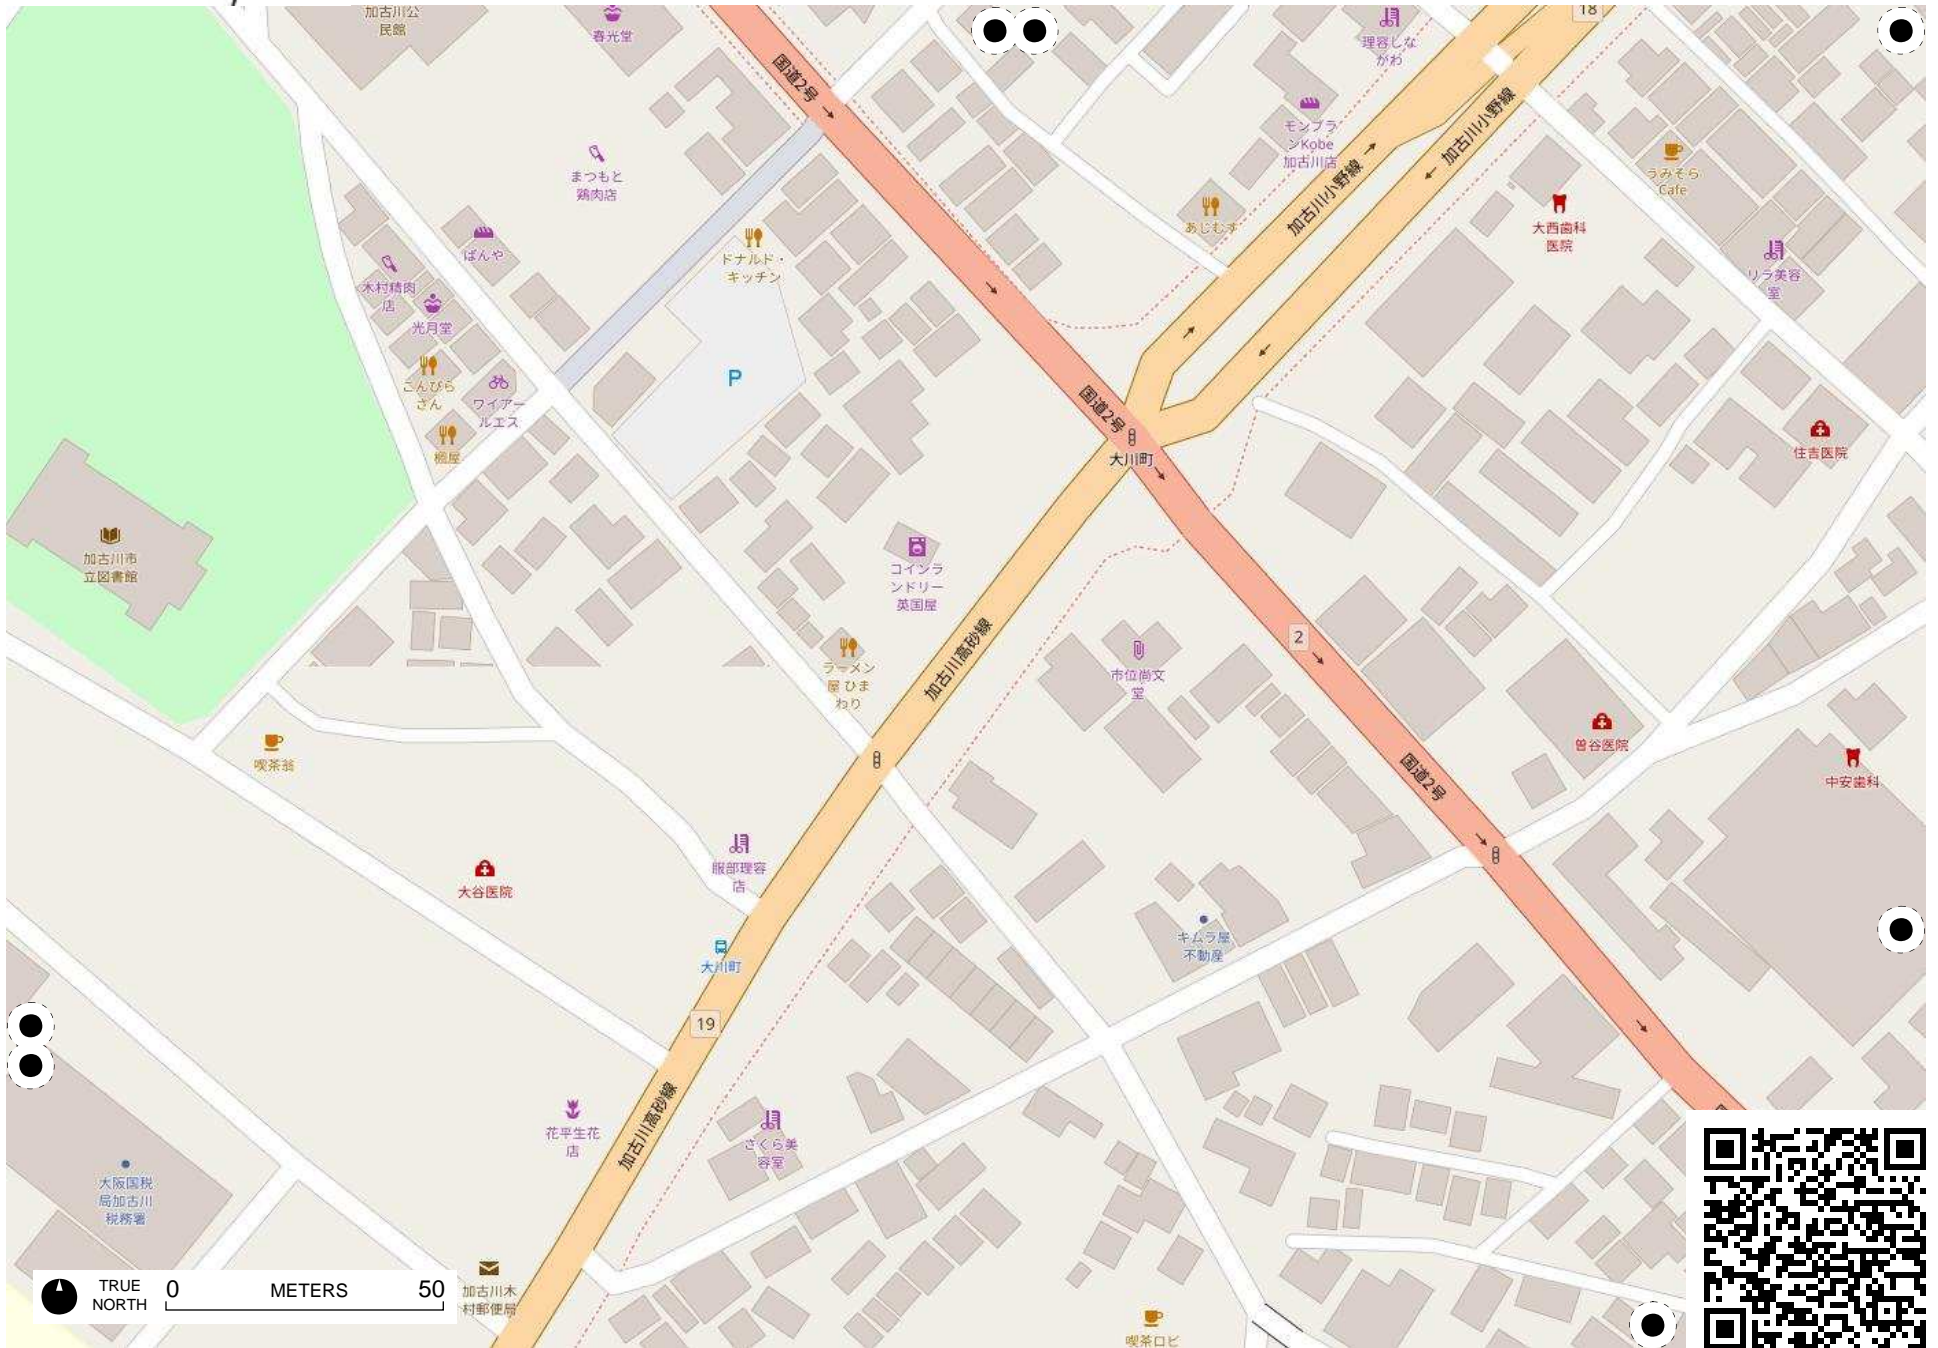 加古川公
民館
春光堂
国道2号
理容しな
がわ
18
モンブラ
ンKobe
加古川店
加古川小野線
加古川小野線
うみそら
Cafe
まつもと
鶏肉店
あじむす
大西歯科
医院
リラ美容
室
ぱんや
ドナルド・
キッチン
木村精肉
店
光月堂
こんぴら
さん
ワイアー
ルエス
P
国道2号
大川町
住吉医院
加古川市
立図書館
コインラ
ンドリー
英国屋
2
ラーメン
屋 ひま
わり
加古川高砂線
市位尚文
堂
曽谷医院
喫茶翁
国道2号
中安歯科
服部理容
店
大谷医院
キムラ屋
不動産
大川町
19
加古川高砂線
花平生花
店
さくら美
容室
大阪国税
局加古川
税務署
TRUE
NORTH
0 METERS 50
加古川木
村郵便局
喫茶ロビ